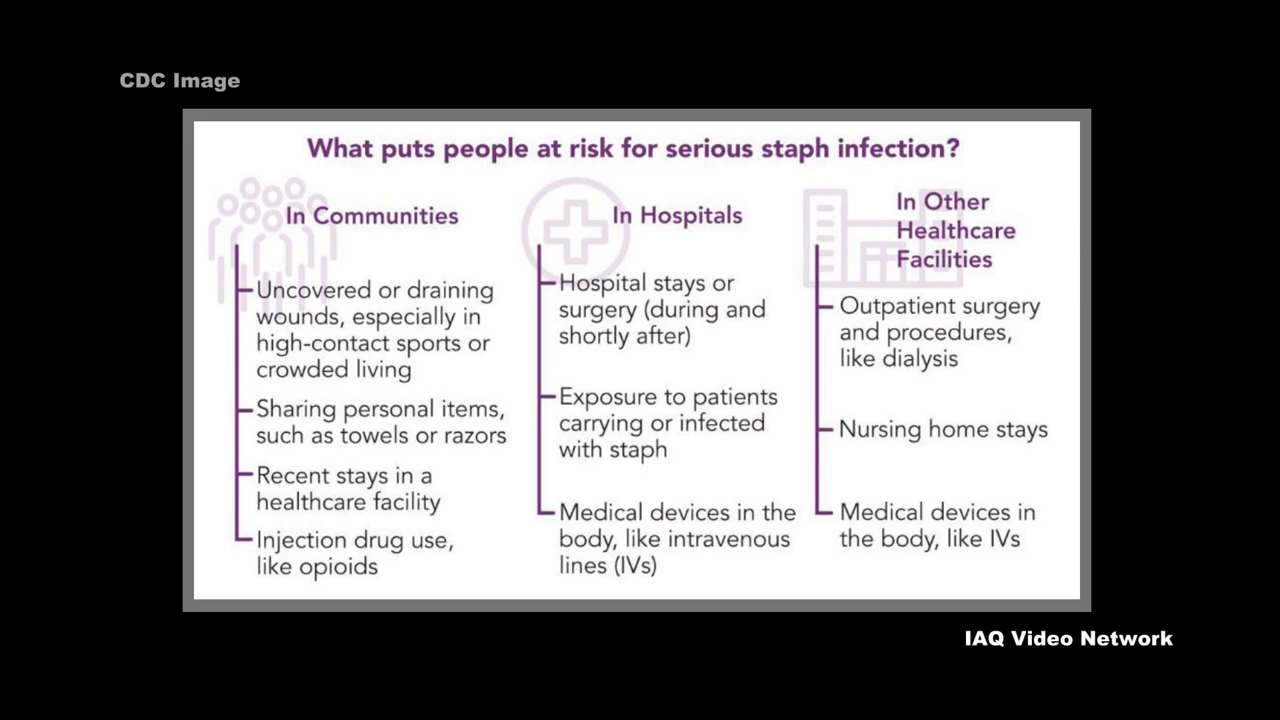 CDC Image
What puts people at risk for serious staph infection?
In Communities
Uncovered or draining
wounds, especially in
high-contact sports or
crowded living
Sharing personal items,
such as towels or razors
Recent stays in a
healthcare facility
Injection drug use,
like opioids
In Hospitals
Hospital stays or
surgery (during and
shortly after)
Exposure to patients
carrying or infected
with staph
Medical devices in the
body, like intravenous
lines (IVs)
In Other
Healthcare
Facilities
Outpatient surgery
and procedures,
like dialysis
Nursing home stays
Medical devices in
the body, like IVs
IAQ Video Network